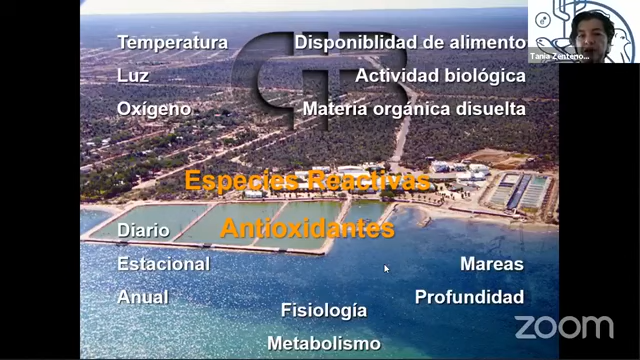 Temperatura
Disponiblidad de alimento
Luz
Actividad biológica
Oxígeno
Materia orgánica disuelta
Especies Reactivas
Antioxidantes
Diario
Estacional
Mareas
Anual
Profundidad
Fisiología
Metabolismo
Tania Zenteno...
zoom